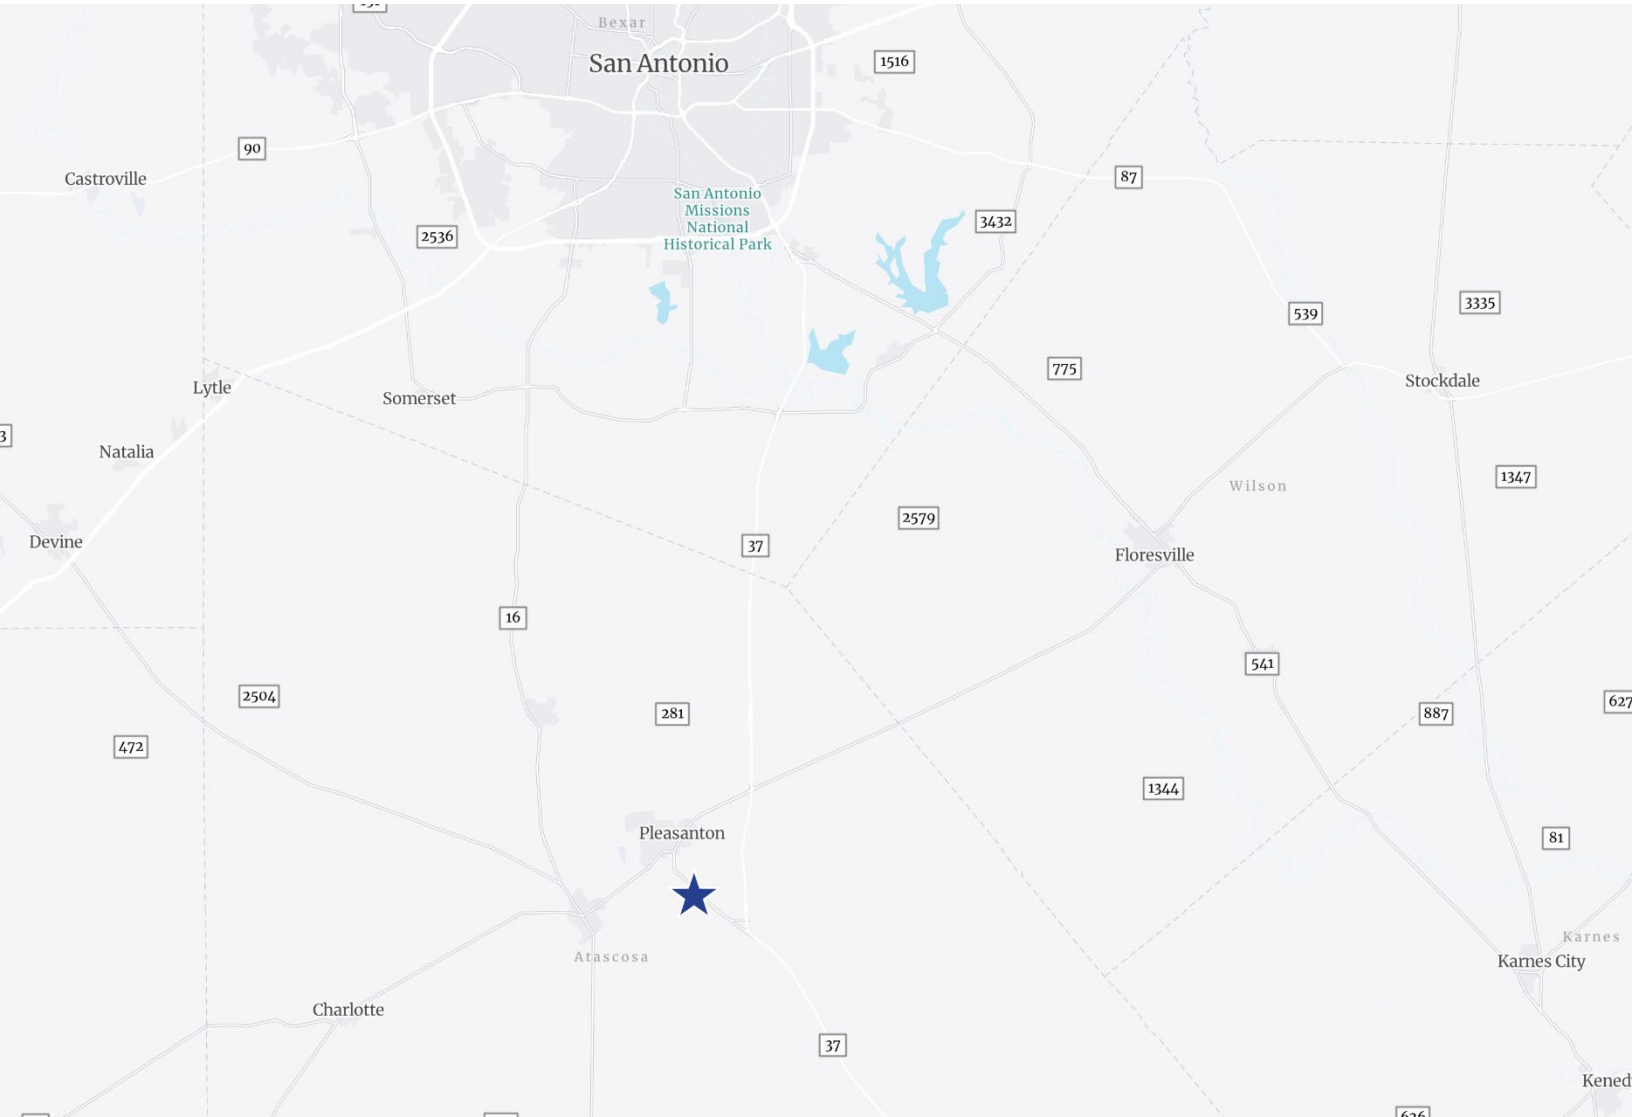 Bexar
San Antonio
1516
90
Castroville
87
San Antonio
Missions
National
Historical Park
3432
2536
3335
539
775
Stockdale
Lytle
Somerset
Natalia
1347
Wilson
2579
Devine
37
Floresville
16
541
2504
281
887
627
472
1344
Pleasanton
81
Karnes
Atascosa
Karnes City
Charlotte
37
Kened